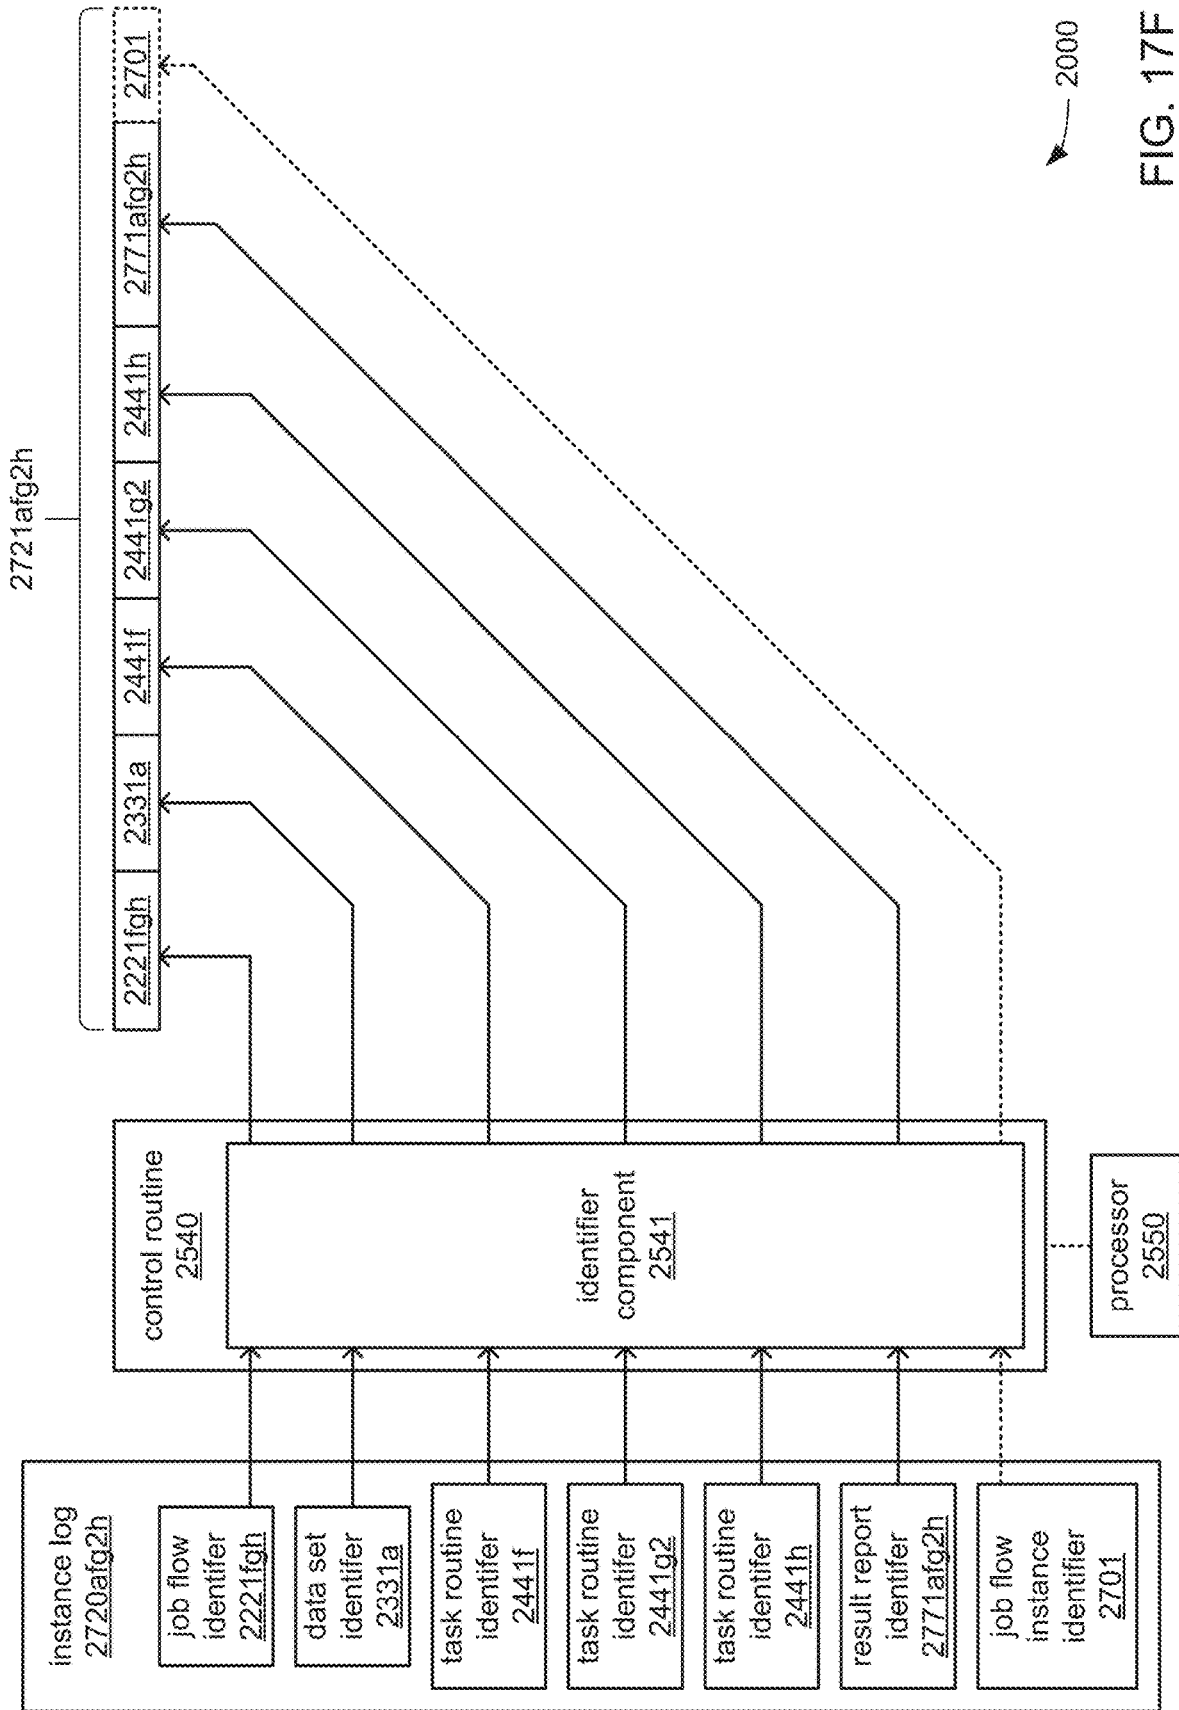 2721afg2h
2221fgh
2331a
2441f
2441g2
2441h
2771afg2h
2701
instance log
2720afg2h
job flow
identifer
2221fgh
data set
identifer
2331a
task routine
identifer
2441f
task routine
identifer
2441g2
task routine
identifer
2441h
result report
identifer
2771afg2h
job flow
instance
identifier
2701
control routine
2540
identifier
component
2541
processor
2550
2000
FIG. 17F